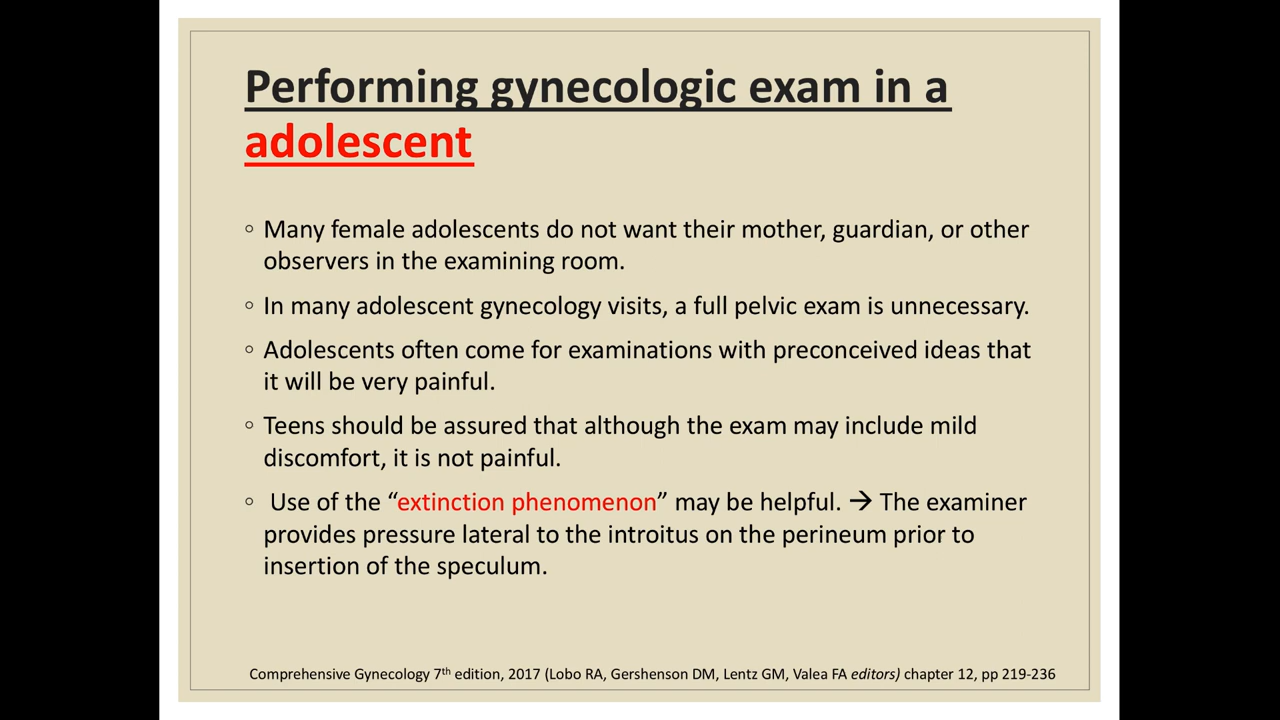 Performing gynecologic exam in a
adolescent
◦ Many female adolescents do not want their mother, guardian, or other
observers in the examining room.
◦ In many adolescent gynecology visits, a full pelvic exam is unnecessary.
◦ Adolescents often come for examinations with preconceived ideas that
it will be very painful.
◦ Teens should be assured that although the exam may include mild
discomfort, it is not painful.
◦ Use of the “extinction phenomenon” may be helpful. → The examiner
provides pressure lateral to the introitus on the perineum prior to
insertion of the speculum.
Comprehensive Gynecology 7th edition, 2017 (Lobo RA, Gershenson DM, Lentz GM, Valea FA editors) chapter 12, pp 219-236